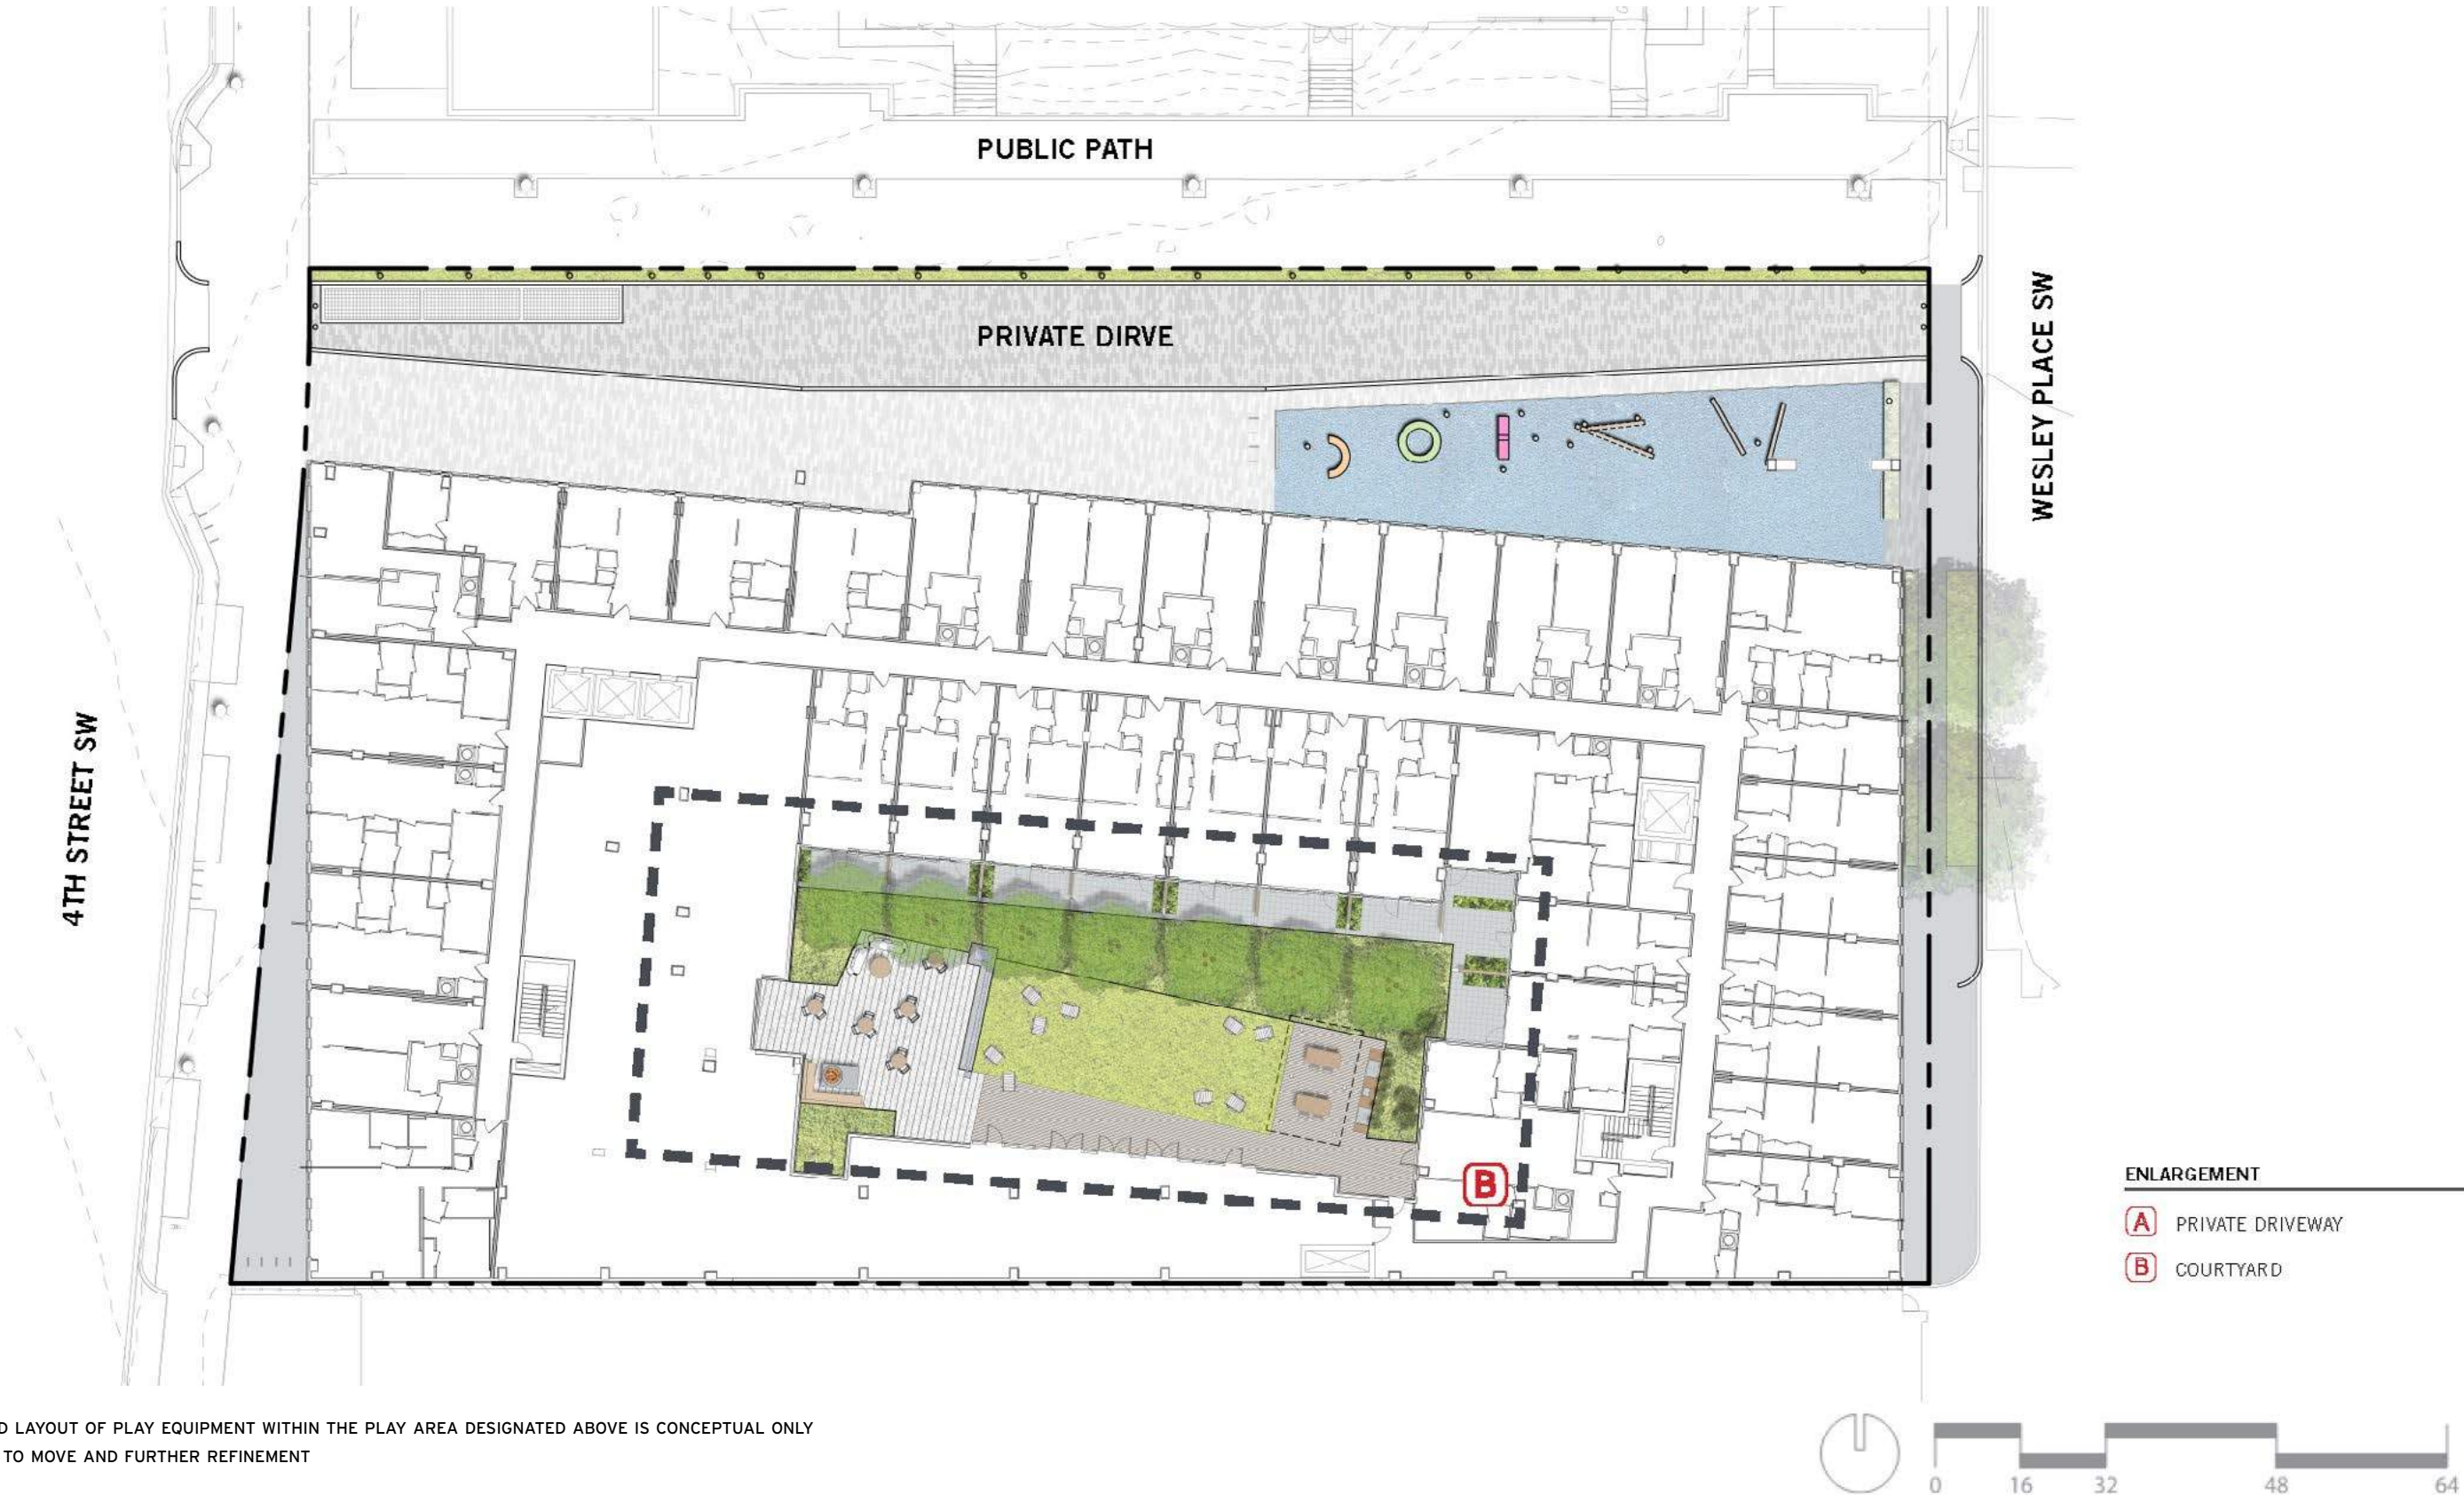 PUBLIC PATH
PRIVATE DIRVE
WESLEY PLACE SW
4TH STREET SW
B
ENLARGEMENT
A PRIVATE DRIVEWAY
B COURTYARD
LAYOUT OF PLAY EQUIPMENT WITHIN THE PLAY AREA DESIGNATED ABOVE IS CONCEPTUAL ONLY
TO MOVE AND FURTHER REFINEMENT
0 16 32 48 64